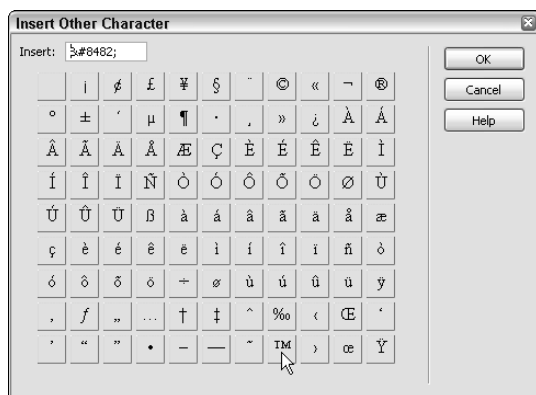 Insert Other Character
Insert: &#8482;
OK
Cancel
Help
¡ ¢ £ ¥ § ¨ © « ¬ ®
° ± ´ µ ¶ · ¸ » ¿ À Á
Â Ã Ä Å Æ Ç È É Ê Ë Ì
Í Î Ï Ñ Ò Ó Ô Õ Ö Ø Ù
Ú Û Ü ß à á â ã ä å æ
ç è é ê ë ì í î ï ñ ò
ó ô õ ö ÷ ø ù ú û ü ÿ
‚ ƒ „ … † ‡ ˆ ‰ ‹ Œ ‘
’ “ ” • – — ˜ ™ › œ Ÿ